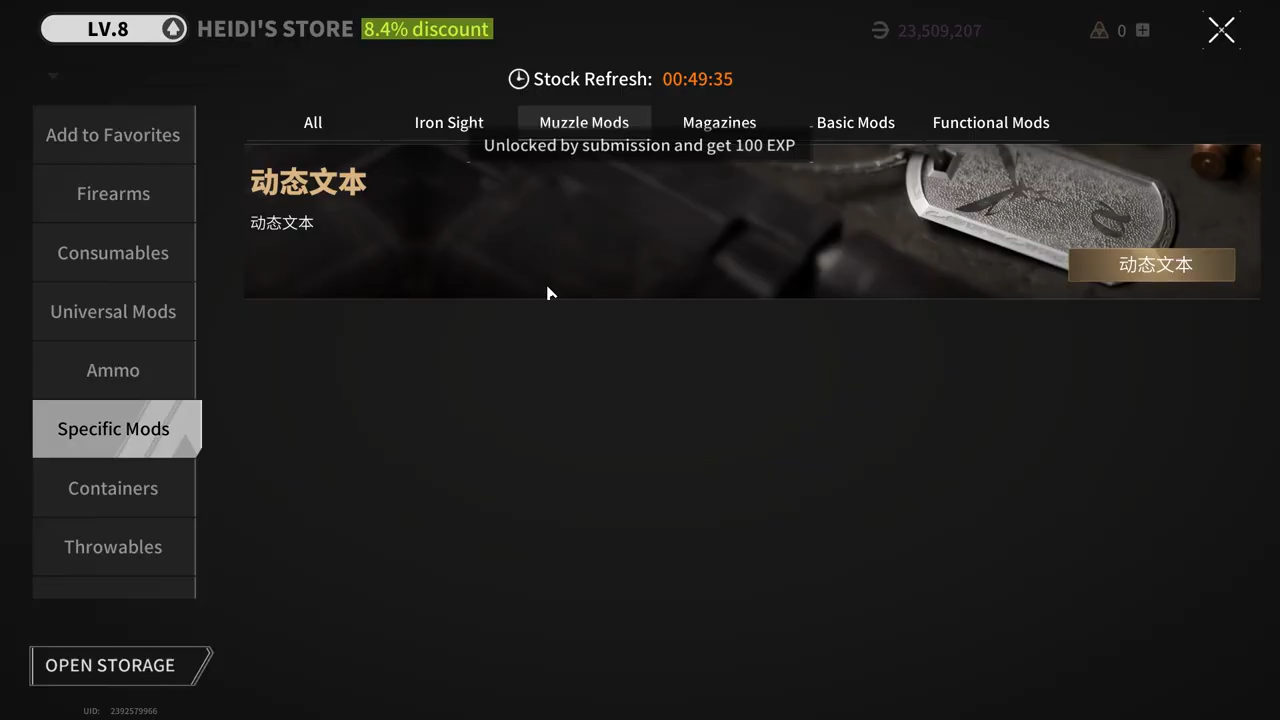 LV.8 HEIDI'S STORE 8.4% discount 23,509,207 0
Stock Refresh: 00:49:35
All Iron Sight Muzzle Mods Magazines Basic Mods Functional Mods
Unlocked by submission and get 100 EXP
动态文本
动态文本
动态文本
Add to Favorites
Firearms
Consumables
Universal Mods
Ammo
Specific Mods
Containers
Throwables
OPEN STORAGE
UID: 2392579966